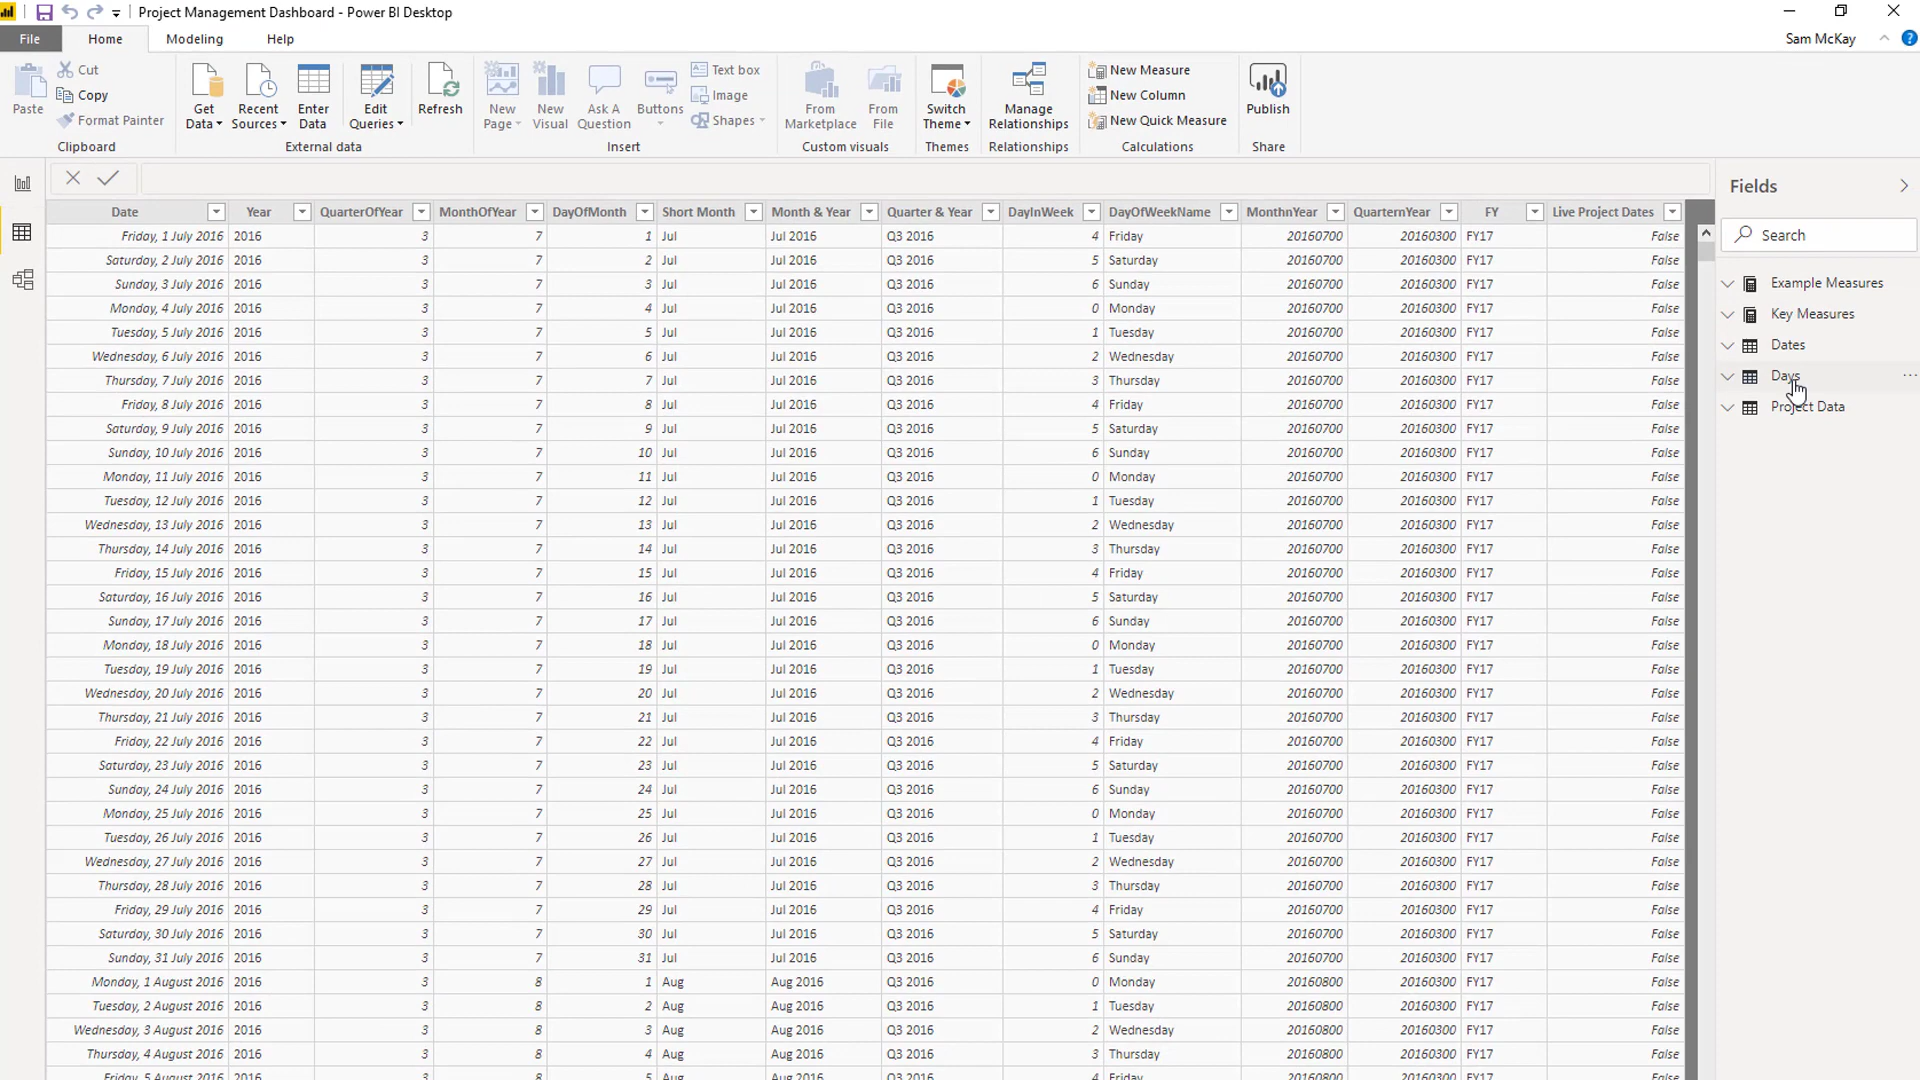 Project Management Dashboard - Power BI Desktop
File Home Modeling Help Sam McKay
Paste Cut Copy Format Painter Clipboard
Get Data Recent Sources Enter Data Edit Queries Refresh External data
New Page New Visual Ask A Question Buttons Text box Image Shapes Insert
From Marketplace From File Custom visuals
Switch Theme Themes
Manage Relationships Relationships
New Measure New Column New Quick Measure Calculations
Publish Share
Date Year QuarterOfYear MonthOfYear DayOfMonth Short Month Month & Year Quarter & Year DayInWeek DayOfWeekName MonthnYear QuarternYear FY Live Project Dates
Friday, 1 July 2016 2016 3 7 1 Jul Jul 2016 Q3 2016 4 Friday 20160700 20160300 FY17 False
Saturday, 2 July 2016 2016 3 7 2 Jul Jul 2016 Q3 2016 5 Saturday 20160700 20160300 FY17 False
Sunday, 3 July 2016 2016 3 7 3 Jul Jul 2016 Q3 2016 6 Sunday 20160700 20160300 FY17 False
Monday, 4 July 2016 2016 3 7 4 Jul Jul 2016 Q3 2016 0 Monday 20160700 20160300 FY17 False
Tuesday, 5 July 2016 2016 3 7 5 Jul Jul 2016 Q3 2016 1 Tuesday 20160700 20160300 FY17 False
Wednesday, 6 July 2016 2016 3 7 6 Jul Jul 2016 Q3 2016 2 Wednesday 20160700 20160300 FY17 False
Thursday, 7 July 2016 2016 3 7 7 Jul Jul 2016 Q3 2016 3 Thursday 20160700 20160300 FY17 False
Friday, 8 July 2016 2016 3 7 8 Jul Jul 2016 Q3 2016 4 Friday 20160700 20160300 FY17 False
Saturday, 9 July 2016 2016 3 7 9 Jul Jul 2016 Q3 2016 5 Saturday 20160700 20160300 FY17 False
Sunday, 10 July 2016 2016 3 7 10 Jul Jul 2016 Q3 2016 6 Sunday 20160700 20160300 FY17 False
Monday, 11 July 2016 2016 3 7 11 Jul Jul 2016 Q3 2016 0 Monday 20160700 20160300 FY17 False
Tuesday, 12 July 2016 2016 3 7 12 Jul Jul 2016 Q3 2016 1 Tuesday 20160700 20160300 FY17 False
Wednesday, 13 July 2016 2016 3 7 13 Jul Jul 2016 Q3 2016 2 Wednesday 20160700 20160300 FY17 False
Thursday, 14 July 2016 2016 3 7 14 Jul Jul 2016 Q3 2016 3 Thursday 20160700 20160300 FY17 False
Friday, 15 July 2016 2016 3 7 15 Jul Jul 2016 Q3 2016 4 Friday 20160700 20160300 FY17 False
Saturday, 16 July 2016 2016 3 7 16 Jul Jul 2016 Q3 2016 5 Saturday 20160700 20160300 FY17 False
Sunday, 17 July 2016 2016 3 7 17 Jul Jul 2016 Q3 2016 6 Sunday 20160700 20160300 FY17 False
Monday, 18 July 2016 2016 3 7 18 Jul Jul 2016 Q3 2016 0 Monday 20160700 20160300 FY17 False
Tuesday, 19 July 2016 2016 3 7 19 Jul Jul 2016 Q3 2016 1 Tuesday 20160700 20160300 FY17 False
Wednesday, 20 July 2016 2016 3 7 20 Jul Jul 2016 Q3 2016 2 Wednesday 20160700 20160300 FY17 False
Thursday, 21 July 2016 2016 3 7 21 Jul Jul 2016 Q3 2016 3 Thursday 20160700 20160300 FY17 False
Friday, 22 July 2016 2016 3 7 22 Jul Jul 2016 Q3 2016 4 Friday 20160700 20160300 FY17 False
Saturday, 23 July 2016 2016 3 7 23 Jul Jul 2016 Q3 2016 5 Saturday 20160700 20160300 FY17 False
Sunday, 24 July 2016 2016 3 7 24 Jul Jul 2016 Q3 2016 6 Sunday 20160700 20160300 FY17 False
Monday, 25 July 2016 2016 3 7 25 Jul Jul 2016 Q3 2016 0 Monday 20160700 20160300 FY17 False
Tuesday, 26 July 2016 2016 3 7 26 Jul Jul 2016 Q3 2016 1 Tuesday 20160700 20160300 FY17 False
Wednesday, 27 July 2016 2016 3 7 27 Jul Jul 2016 Q3 2016 2 Wednesday 20160700 20160300 FY17 False
Thursday, 28 July 2016 2016 3 7 28 Jul Jul 2016 Q3 2016 3 Thursday 20160700 20160300 FY17 False
Friday, 29 July 2016 2016 3 7 29 Jul Jul 2016 Q3 2016 4 Friday 20160700 20160300 FY17 False
Saturday, 30 July 2016 2016 3 7 30 Jul Jul 2016 Q3 2016 5 Saturday 20160700 20160300 FY17 False
Sunday, 31 July 2016 2016 3 7 31 Jul Jul 2016 Q3 2016 6 Sunday 20160700 20160300 FY17 False
Monday, 1 August 2016 2016 3 8 1 Aug Aug 2016 Q3 2016 0 Monday 20160800 20160300 FY17 False
Tuesday, 2 August 2016 2016 3 8 2 Aug Aug 2016 Q3 2016 1 Tuesday 20160800 20160300 FY17 False
Wednesday, 3 August 2016 2016 3 8 3 Aug Aug 2016 Q3 2016 2 Wednesday 20160800 20160300 FY17 False
Thursday, 4 August 2016 2016 3 8 4 Aug Aug 2016 Q3 2016 3 Thursday 20160800 20160300 FY17 False
Friday, 5 August 2016 2016 3 8 5 Aug Aug 2016 Q3 2016 4 Friday 20160800 20160300 FY17 False
Fields
Search
Example Measures
Key Measures
Dates
Days
Project Data